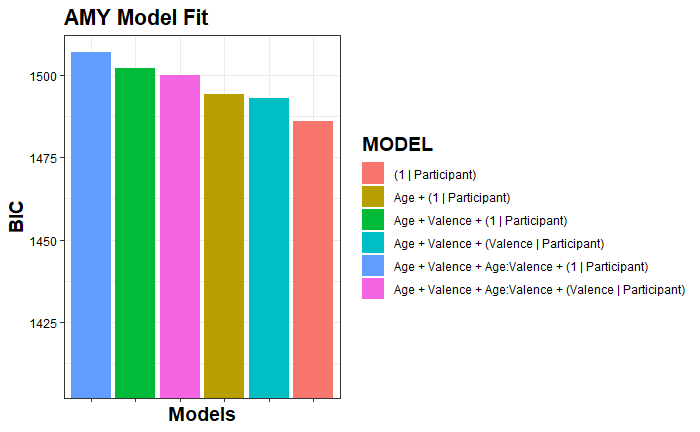 AMY Model Fit
BIC
1500
1475
1450
1425
Models
MODEL
(1 | Participant)
Age + (1 | Participant)
Age + Valence + (1 | Participant)
Age + Valence + (Valence | Participant)
Age + Valence + Age:Valence + (1 | Participant)
Age + Valence + Age:Valence + (Valence | Participant)